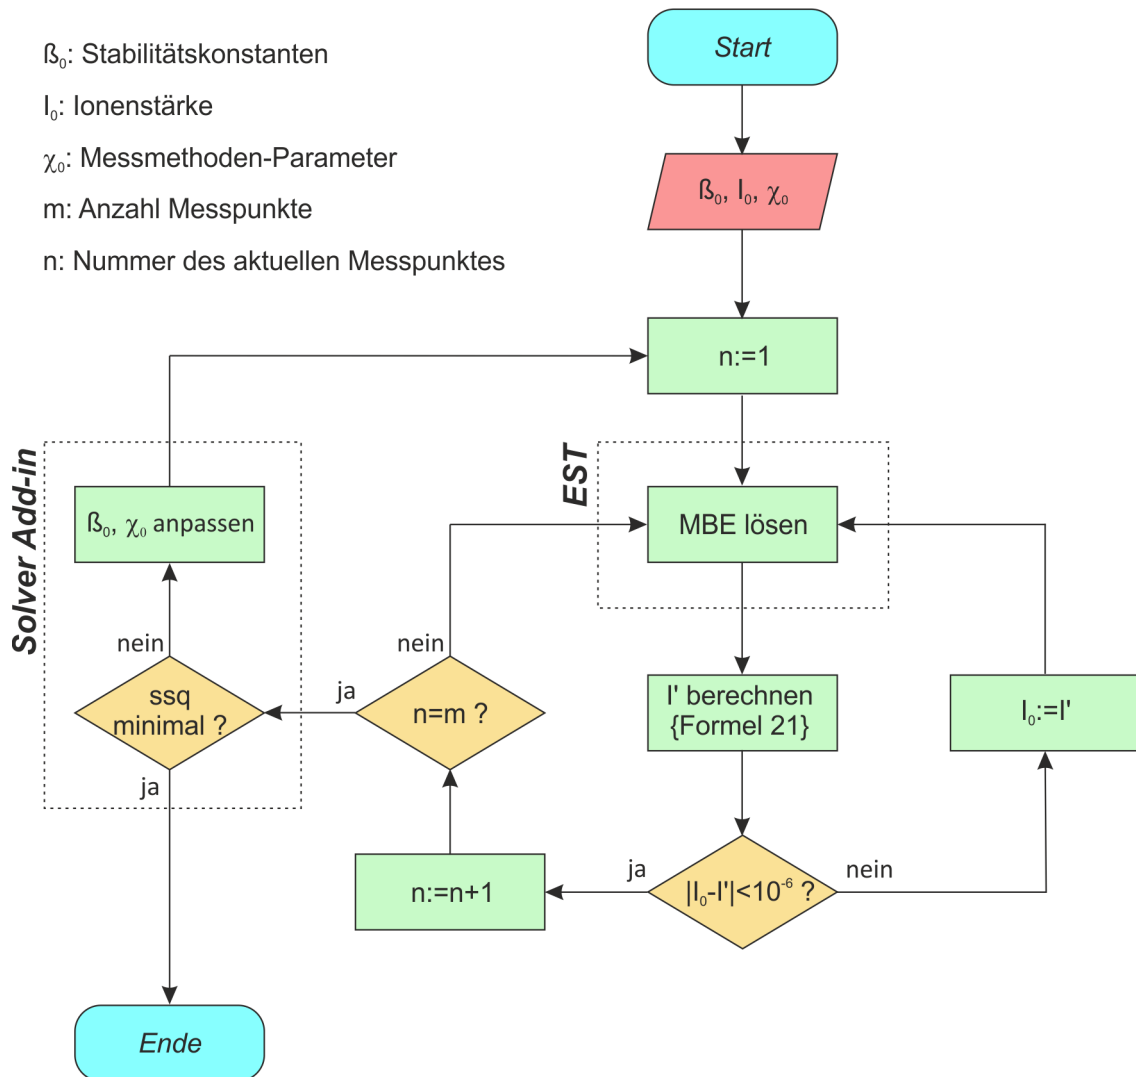 ß₀: Stabilitätskonstanten
I₀: Ionenstärke
χ₀: Messmethoden-Parameter
m: Anzahl Messpunkte
n: Nummer des aktuellen Messpunktes
Start
ß₀, I₀, χ₀
n:=1
EST
MBE lösen
I' berechnen
{Formel 21}
I₀:=I'
|I₀-I'|<10⁻⁶ ?
ja
nein
n:=n+1
n=m ?
nein
ja
Solver Add-in
ß₀, χ₀ anpassen
nein
ssq
minimal ?
ja
Ende